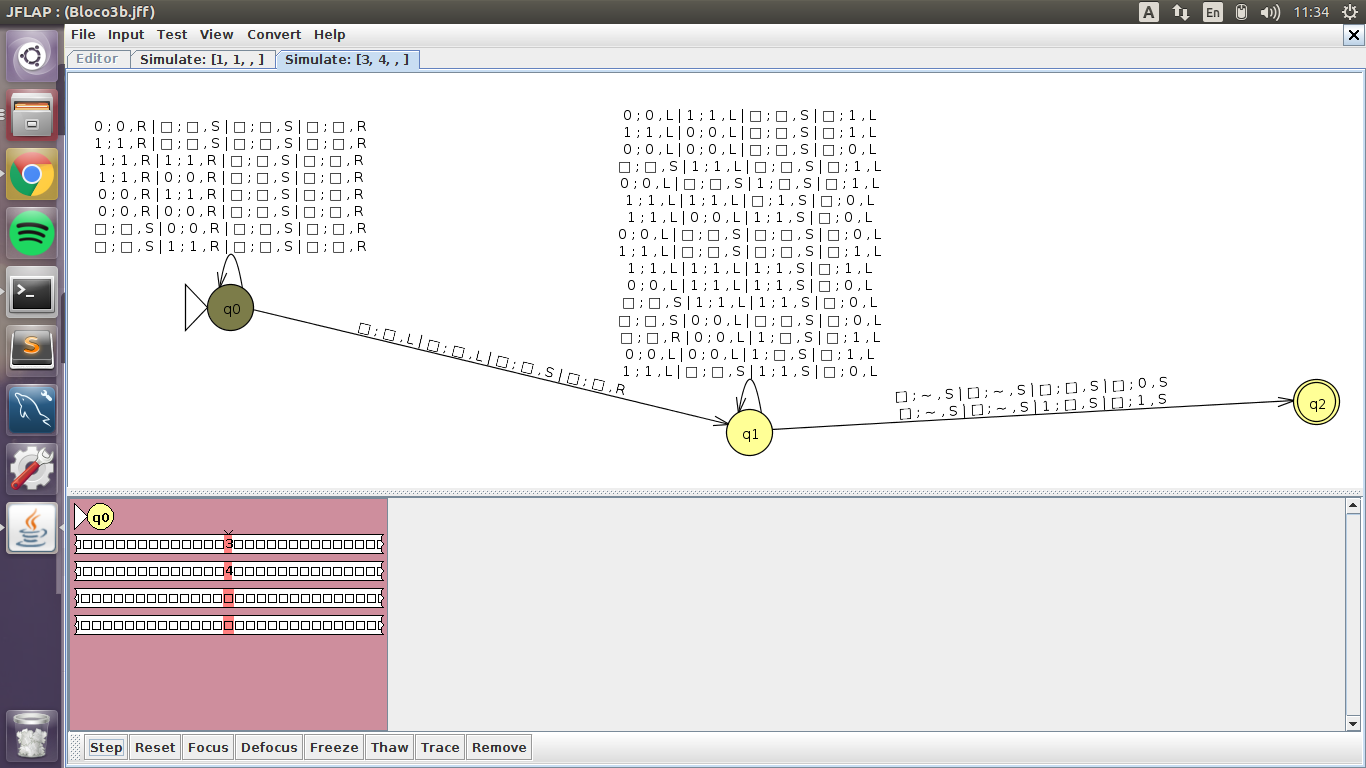 JFLAP : (Bloco3b.jff)
A En 11:34
File Input Test View Convert Help
Editor Simulate: [1, 1, , ] Simulate: [3, 4, , ]
0;0,R|□;□,S|□;□,S|□;□,R
1;1,R|□;□,S|□;□,S|□;□,R
1;1,R|1;1,R|□;□,S|□;□,R
1;1,R|0;0,R|□;□,S|□;□,R
0;0,R|1;1,R|□;□,S|□;□,R
0;0,R|0;0,R|□;□,S|□;□,R
□;□,S|0;0,R|□;□,S|□;□,R
□;□,S|1;1,R|□;□,S|□;□,R
q0
□;□,L|□;□,L|□;□,S|□;□,R
0;0,L|1;1,L|□;□,S|□;1,L
1;1,L|0;0,L|□;□,S|□;1,L
0;0,L|0;0,L|□;□,S|□;0,L
□;□,S|1;1,L|□;□,S|□;1,L
0;0,L|□;□,S|1;□,S|□;1,L
1;1,L|1;1,L|□;1,S|□;0,L
1;1,L|0;0,L|1;1,S|□;0,L
0;0,L|□;□,S|□;□,S|□;0,L
1;1,L|□;□,S|□;□,S|□;1,L
1;1,L|1;1,L|1;1,S|□;1,L
0;0,L|1;1,L|1;1,S|□;0,L
□;□,S|1;1,L|1;1,S|□;0,L
□;□,S|0;0,L|□;□,S|□;0,L
□;□,R|0;0,L|1;□,S|□;1,L
0;0,L|0;0,L|1;□,S|□;1,L
1;1,L|□;□,S|1;1,S|□;0,L
q1
□;~,S|□;~,S|□;□,S|□;0,S
□;~,S|□;~,S|1;□,S|□;1,S
q2
q0
3
4
Step Reset Focus Defocus Freeze Thaw Trace Remove